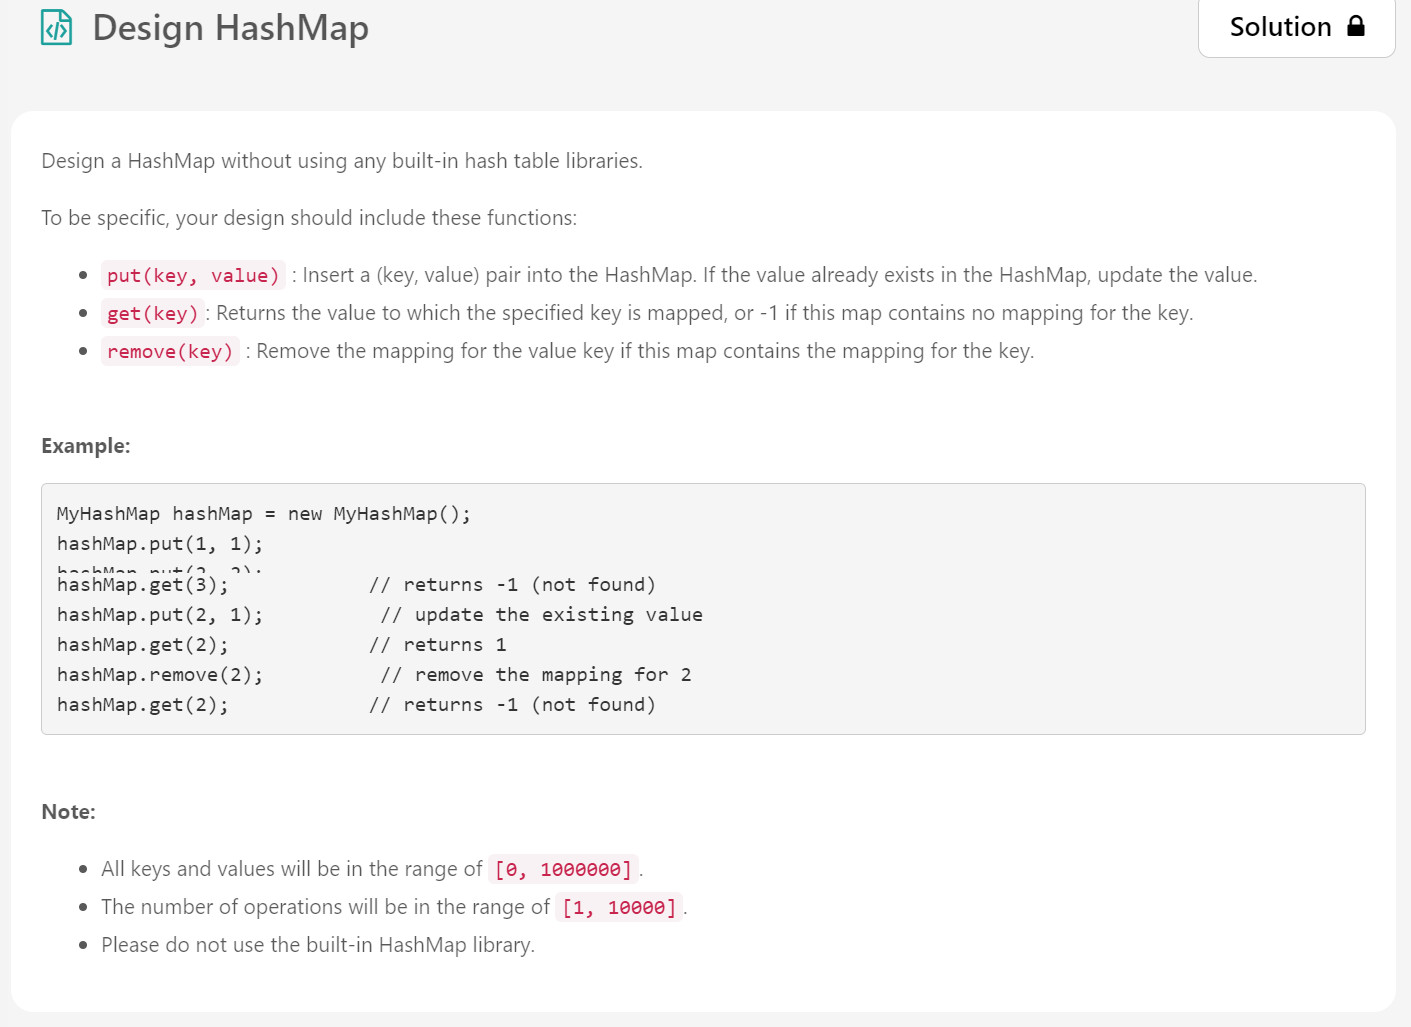 Design HashMap
Solution
Design a HashMap without using any built-in hash table libraries.
To be specific, your design should include these functions:
put(key, value) : Insert a (key, value) pair into the HashMap. If the value already exists in the HashMap, update the value.
get(key) : Returns the value to which the specified key is mapped, or -1 if this map contains no mapping for the key.
remove(key) : Remove the mapping for the value key if this map contains the mapping for the key.
Example:
MyHashMap hashMap = new MyHashMap();
hashMap.put(1, 1);
hashMap.put(2, 2);
hashMap.get(3);            // returns -1 (not found)
hashMap.put(2, 1);          // update the existing value
hashMap.get(2);            // returns 1
hashMap.remove(2);          // remove the mapping for 2
hashMap.get(2);            // returns -1 (not found)
Note:
All keys and values will be in the range of [0, 1000000].
The number of operations will be in the range of [1, 10000].
Please do not use the built-in HashMap library.